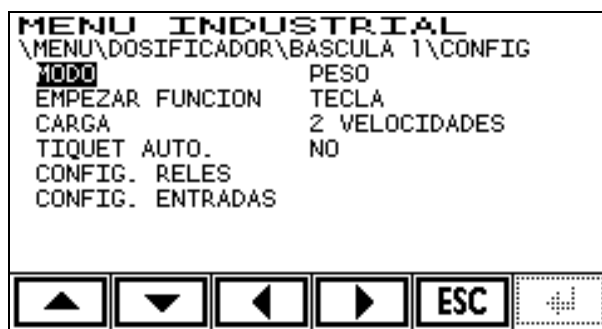 MENU INDUSTRIAL
\MENU\DOSIFICADOR\BASCULA 1\CONFIG
MODO PESO
EMPEZAR FUNCION TECLA
CARGA 2 VELOCIDADES
TIQUET AUTO. NO
CONFIG. RELES
CONFIG. ENTRADAS
ESC